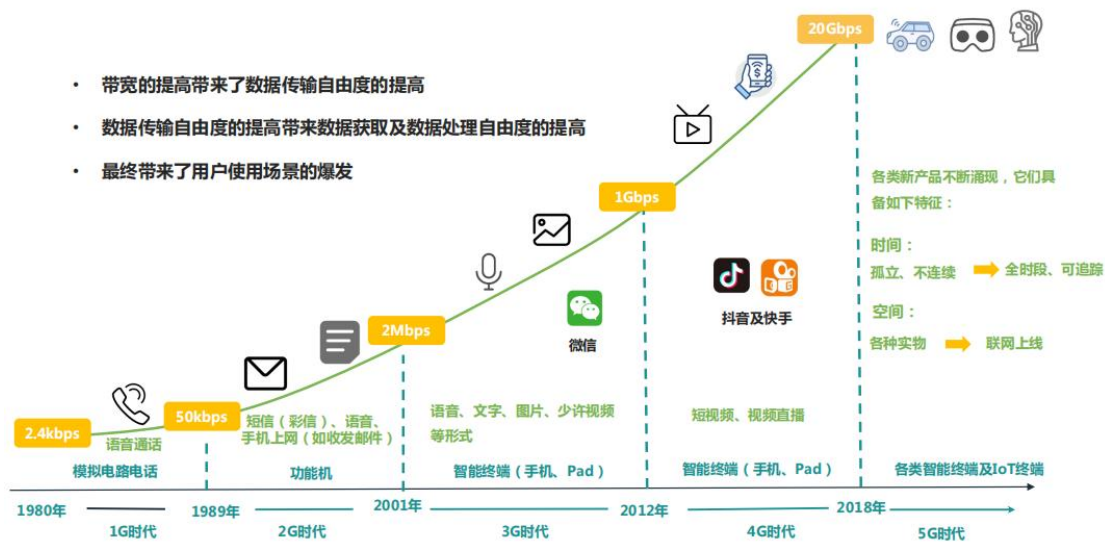 • 带宽的提高带来了数据传输自由度的提高
• 数据传输自由度的提高带来数据获取及数据处理自由度的提高
• 最终带来了用户使用场景的爆发
20Gbps
1Gbps
2Mbps
50kbps
2.4kbps
各类新产品不断涌现，它们具
备如下特征：
时间：
孤立、不连续
全时段、可追踪
空间：
各种实物
联网上线
微信
抖音及快手
语音通话
短信（彩信）、语音、
手机上网（如收发邮件）
语音、文字、图片、少许视频
等形式
短视频、视频直播
模拟电路电话
功能机
智能终端（手机、Pad）
智能终端（手机、Pad）
各类智能终端及IoT终端
1980年
1989年
2001年
2012年
2018年
1G时代
2G时代
3G时代
4G时代
5G时代